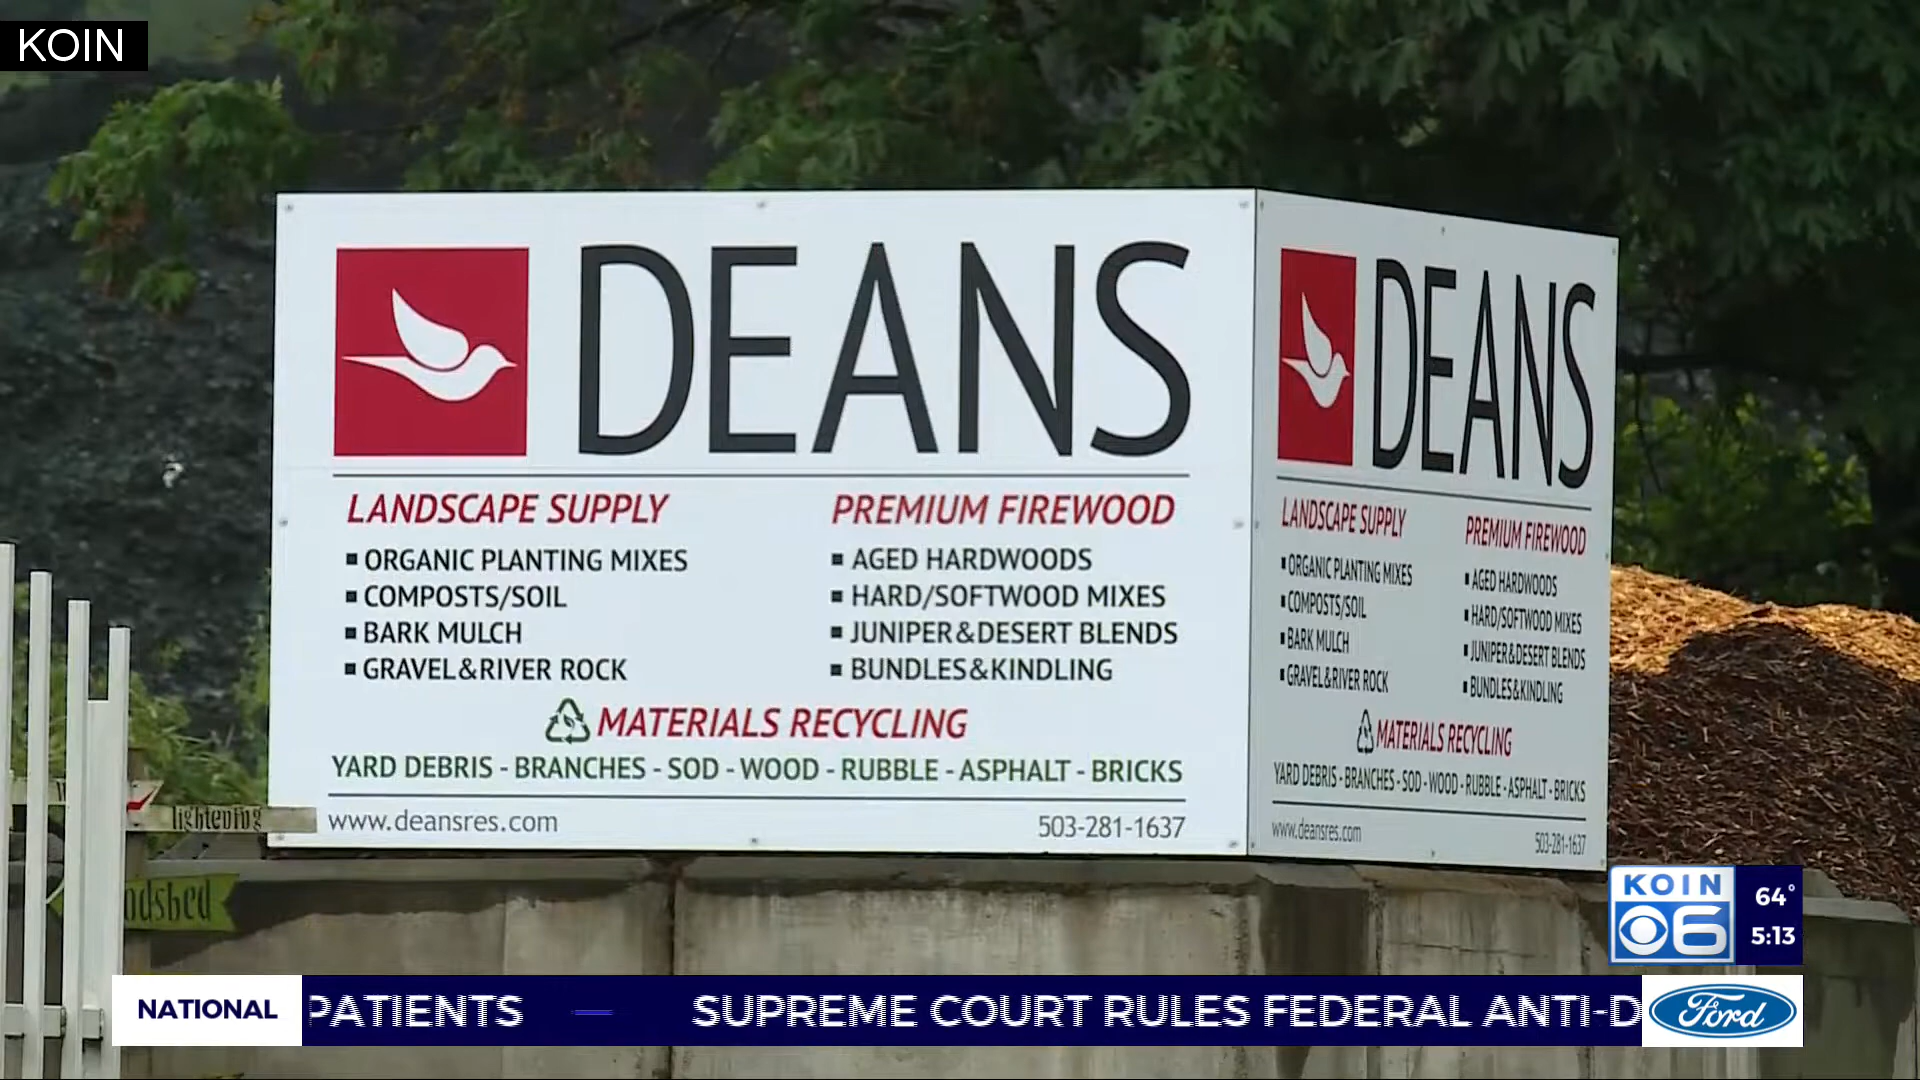 KOIN
DEANS
LANDSCAPE SUPPLY
▪ ORGANIC PLANTING MIXES
▪ COMPOSTS/SOIL
▪ BARK MULCH
▪ GRAVEL&RIVER ROCK
PREMIUM FIREWOOD
▪ AGED HARDWOODS
▪ HARD/SOFTWOOD MIXES
▪ JUNIPER&DESERT BLENDS
▪ BUNDLES&KINDLING
MATERIALS RECYCLING
YARD DEBRIS - BRANCHES - SOD - WOOD - RUBBLE - ASPHALT - BRICKS
www.deansres.com
503-281-1637
DEANS
LANDSCAPE SUPPLY
▪ ORGANIC PLANTING MIXES
▪ COMPOSTS/SOIL
▪ BARK MULCH
▪ GRAVEL&RIVER ROCK
PREMIUM FIREWOOD
▪ AGED HARDWOODS
▪ HARD/SOFTWOOD MIXES
▪ JUNIPER&DESERT BLENDS
▪ BUNDLES&KINDLING
MATERIALS RECYCLING
YARD DEBRIS - BRANCHES - SOD - WOOD - RUBBLE - ASPHALT - BRICKS
www.deansres.com
503-281-1637
KOIN
6
64°
5:13
NATIONAL
PATIENTS — SUPREME COURT RULES FEDERAL ANTI-D
Ford